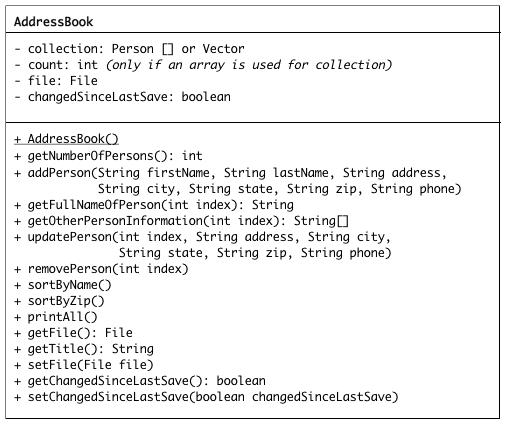 AddressBook
- collection: Person [] or Vector
- count: int (only if an array is used for collection)
- file: File
- changedSinceLastSave: boolean
+ AddressBook()
+ getNumberOfPersons(): int
+ addPerson(String firstName, String lastName, String address,
String city, String state, String zip, String phone)
+ getFullNameOfPerson(int index): String
+ getOtherPersonInformation(int index): String[]
+ updatePerson(int index, String address, String city,
String state, String zip, String phone)
+ removePerson(int index)
+ sortByName()
+ sortByZip()
+ printAll()
+ getFile(): File
+ getTitle(): String
+ setFile(File file)
+ getChangedSinceLastSave(): boolean
+ setChangedSinceLastSave(boolean changedSinceLastSave)